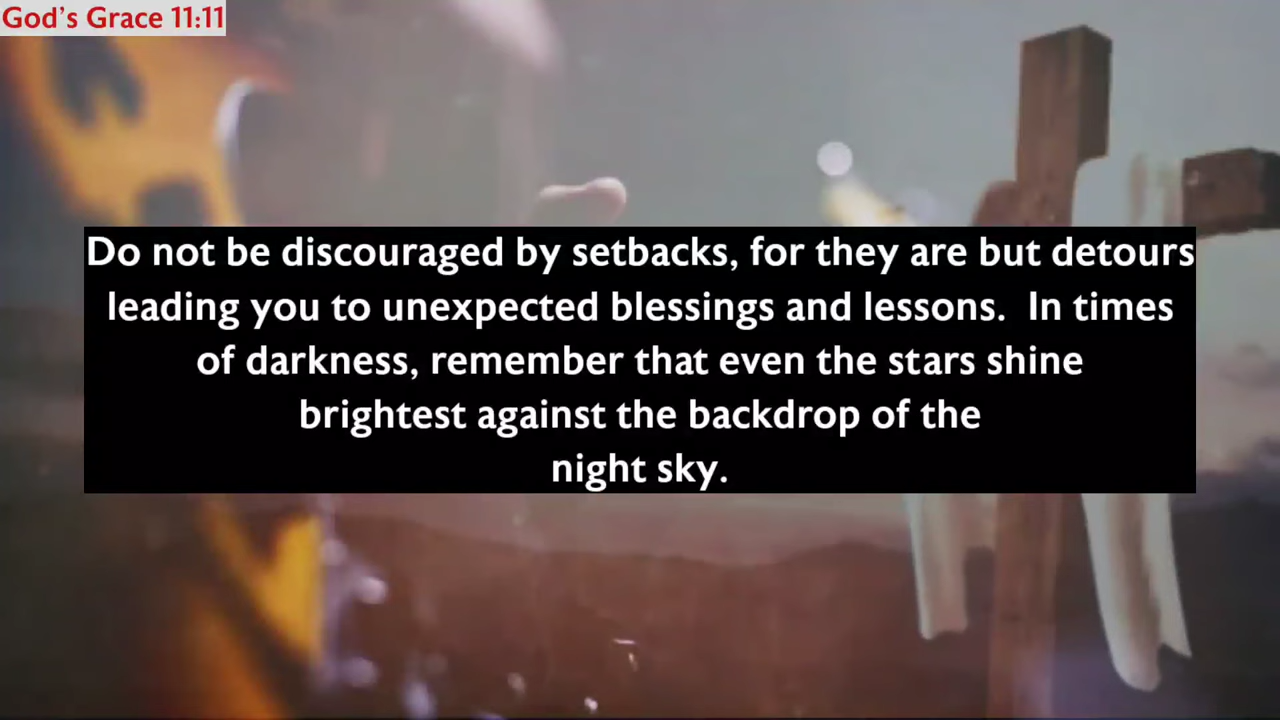 God's Grace 11:11
Do not be discouraged by setbacks, for they are but detours
leading you to unexpected blessings and lessons.  In times
of darkness, remember that even the stars shine
brightest against the backdrop of the
night sky.